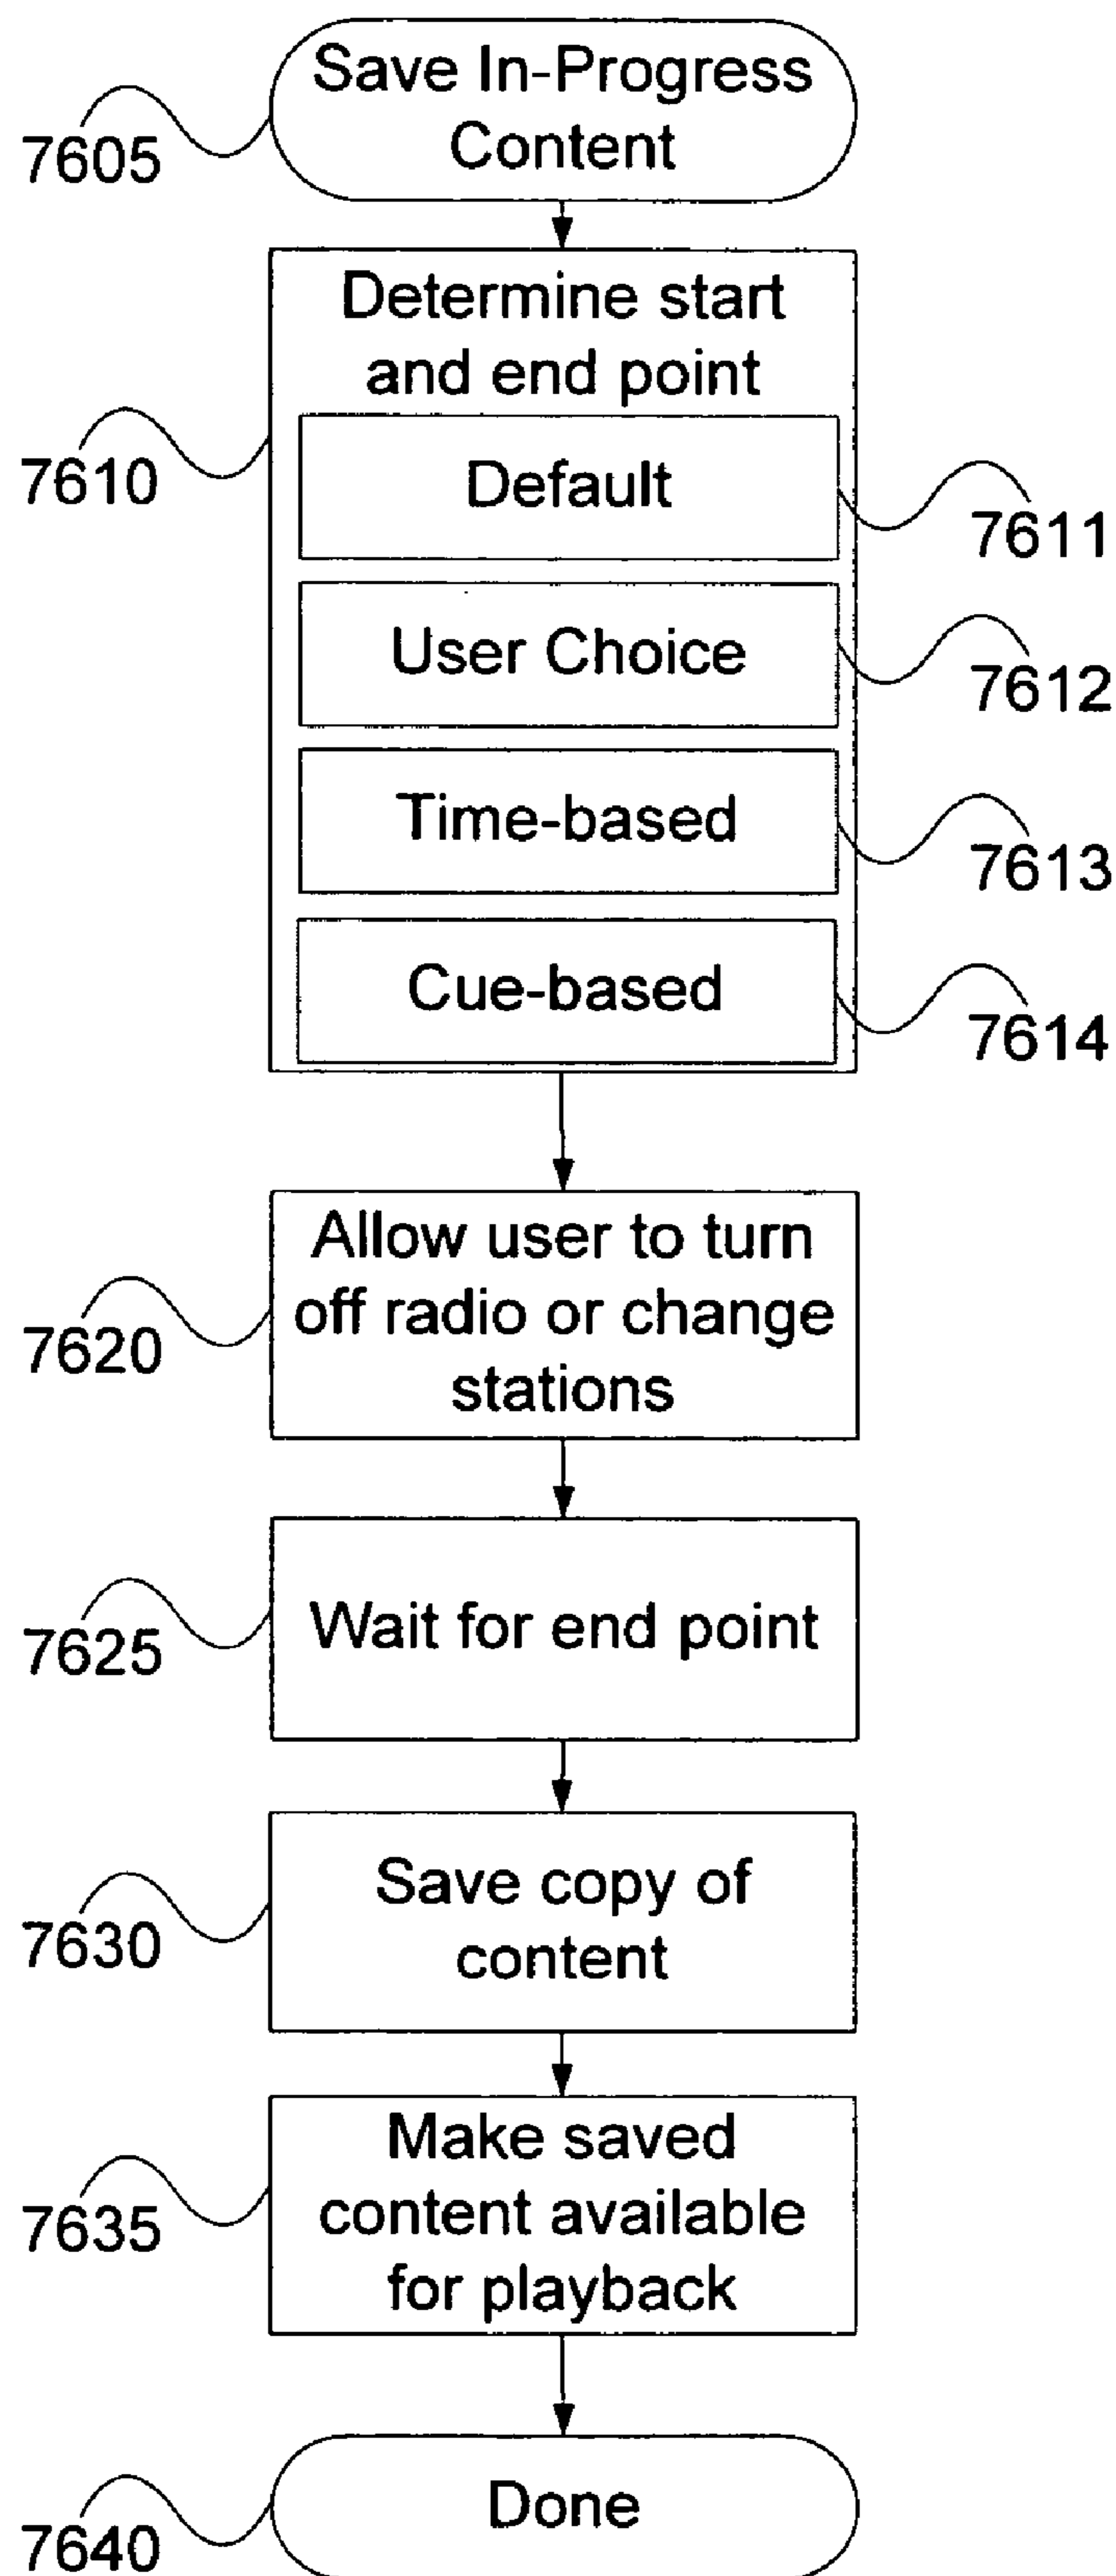 Save In-Progress
Content
7605
Determine start
and end point
7610
Default
7611
User Choice
7612
Time-based
7613
Cue-based
7614
Allow user to turn
off radio or change
stations
7620
Wait for end point
7625
Save copy of
content
7630
Make saved
content available
for playback
7635
Done
7640